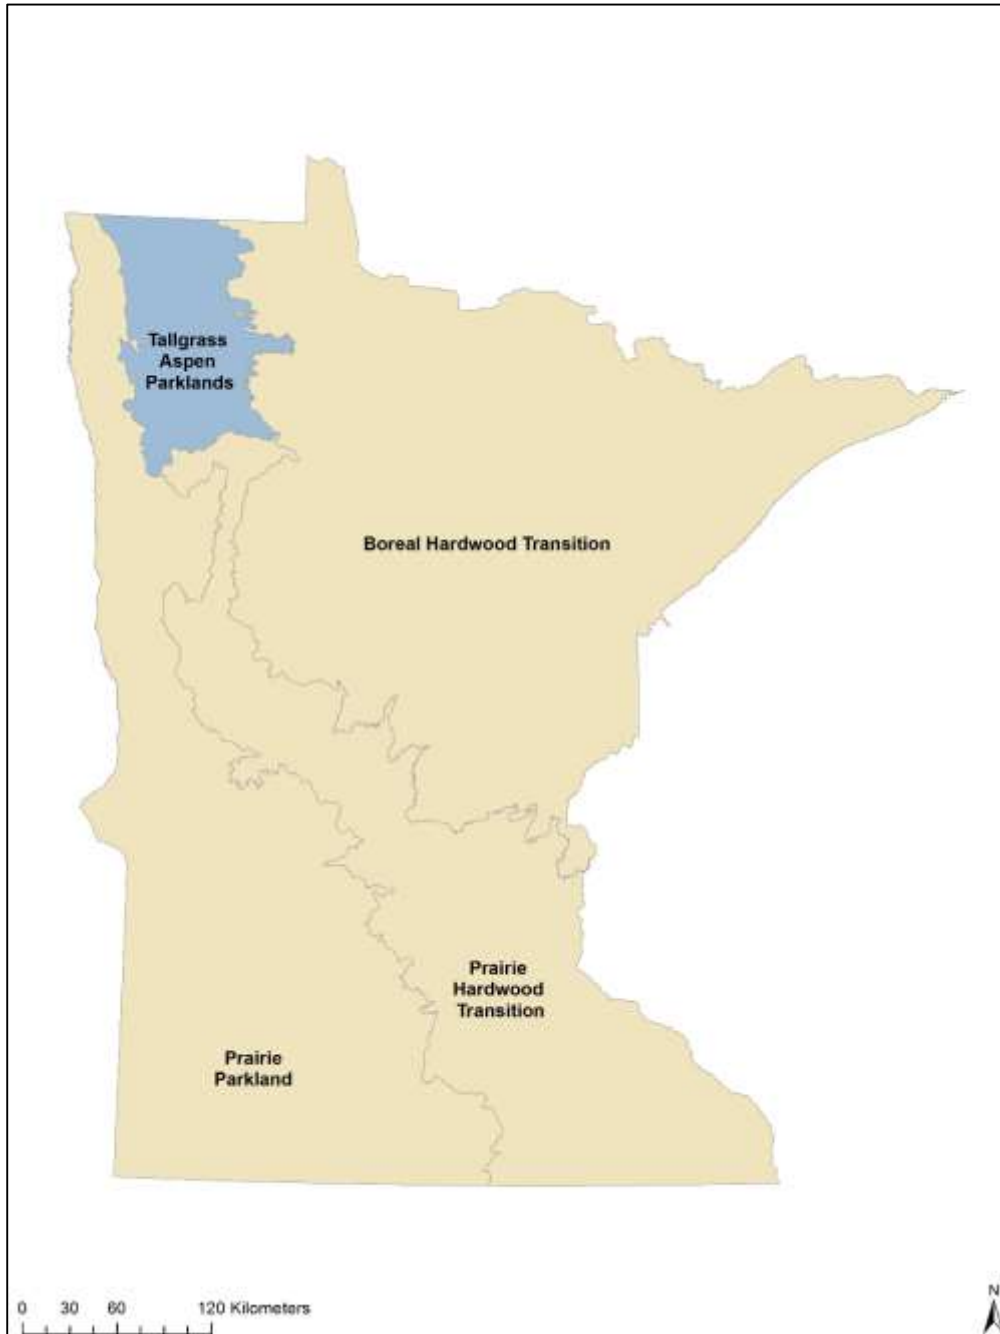 Tallgrass
Aspen
Parklands
Boreal Hardwood Transition
Prairie
Hardwood
Transition
Prairie
Parkland
0 30 60 120 Kilometers
N